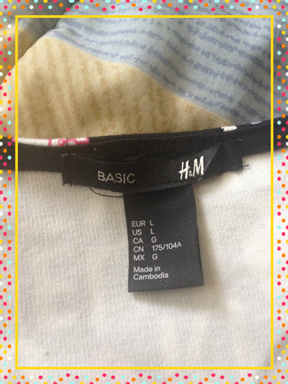 BASIC H&M
EUR L
US L
CA G
CN 175/104A
MX G
Made in
Cambodia